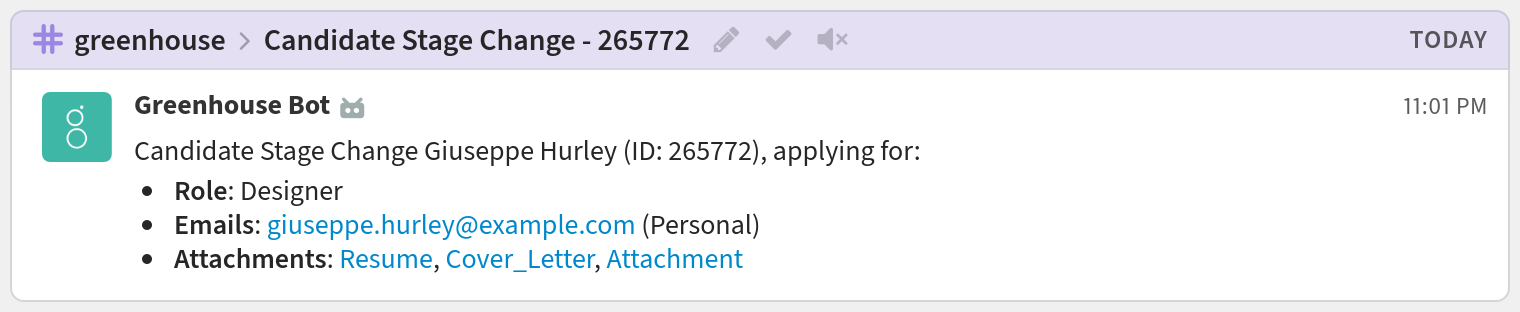 greenhouse > Candidate Stage Change - 265772 TODAY
Greenhouse Bot 11:01 PM
Candidate Stage Change Giuseppe Hurley (ID: 265772), applying for:
• Role: Designer
• Emails: giuseppe.hurley@example.com (Personal)
• Attachments: Resume, Cover_Letter, Attachment